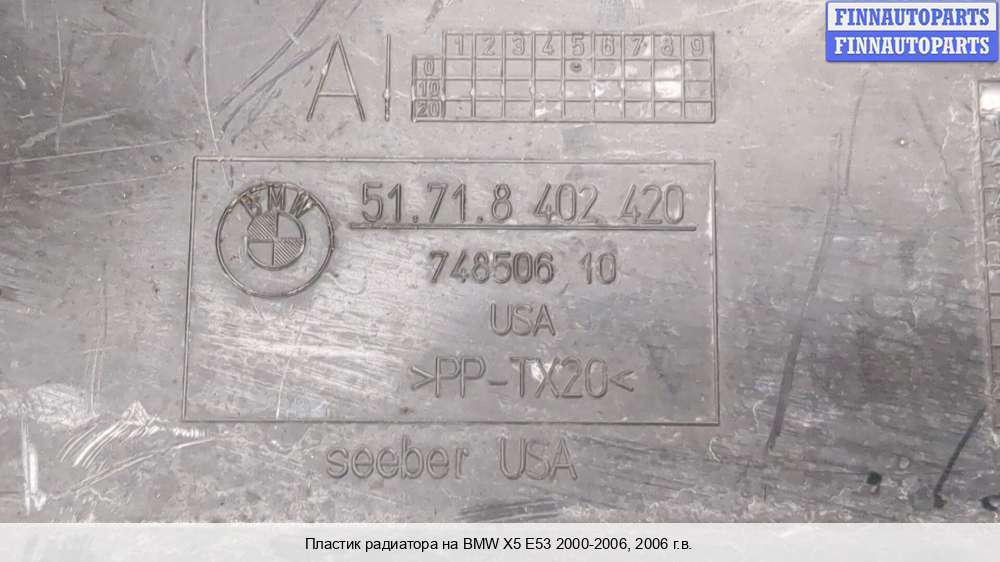 FINNAUTOPARTS
FINNAUTOPARTS
A
1 2 3 4 5 6 7 8 9
0
10
20
BMW
51.71.8 402 420
748506 10
USA
>PP-TX20<
seeber USA
Пластик радиатора на BMW X5 E53 2000-2006, 2006 г.в.